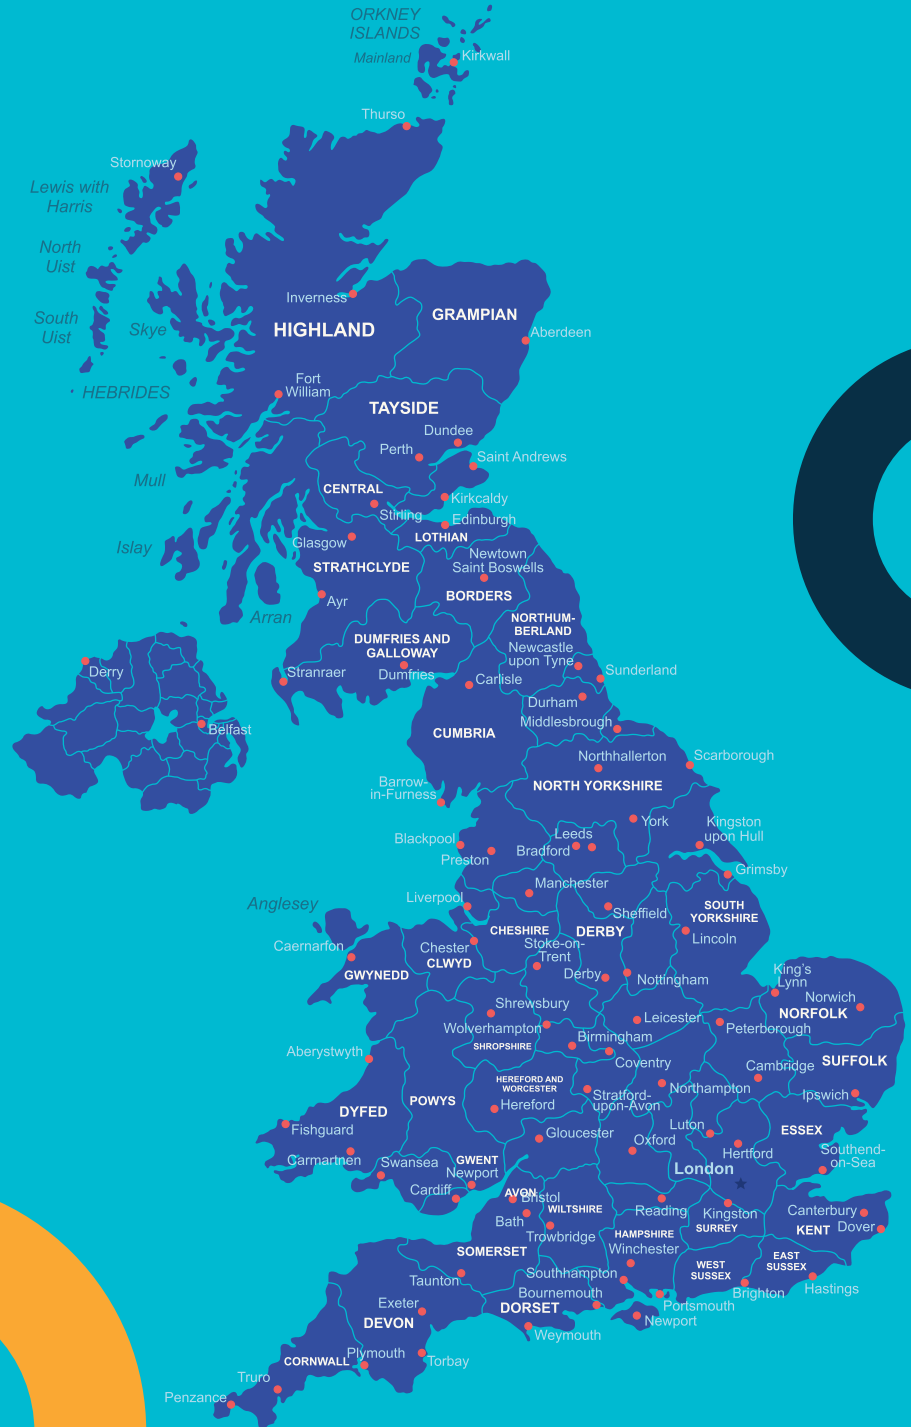 ORKNEY
ISLANDS
Mainland
Kirkwall
Thurso
Stornoway
Lewis with
Harris
North
Uist
South
Uist
Skye
Inverness
HIGHLAND
GRAMPIAN
Aberdeen
HEBRIDES
Fort
William
TAYSIDE
Dundee
Perth
Saint Andrews
Mull
CENTRAL
Kirkcaldy
Stirling
Edinburgh
LOTHIAN
Islay
Glasgow
STRATHCLYDE
Newtown
Saint Boswells
BORDERS
Ayr
Arran
NORTHUM-
BERLAND
DUMFRIES AND
GALLOWAY
Newcastle
upon Tyne
Derry
Stranraer
Dumfries
Carlisle
Sunderland
Durham
Middlesbrough
Belfast
CUMBRIA
Northhallerton
Scarborough
NORTH YORKSHIRE
Barrow-
in-Furness
York
Kingston
upon Hull
Blackpool
Preston
Leeds
Bradford
Grimsby
Manchester
Liverpool
Anglesey
Sheffield
SOUTH
YORKSHIRE
CHESHIRE
DERBY
Lincoln
Caernarfon
Chester
CLWYD
Stoke-on-
Trent
GWYNEDD
Derby
Nottingham
King's
Lynn
Norwich
NORFOLK
Shrewsbury
Wolverhampton
SHROPSHIRE
Leicester
Peterborough
Birmingham
Coventry
Aberystwyth
SUFFOLK
Cambridge
HEREFORD AND
WORCESTER
Hereford
Stratford-
upon-Avon
Northampton
Ipswich
DYFED
POWYS
Fishguard
Gloucester
Luton
ESSEX
Oxford
Hertford
Southend-
on-Sea
Carmartnen
Swansea
GWENT
Newport
London
Cardiff
AVON
Bristol
Bath
WILTSHIRE
Trowbridge
Reading
Kingston
SURREY
Canterbury
KENT
Dover
HAMPSHIRE
Winchester
SOMERSET
Taunton
WEST
SUSSEX
EAST
SUSSEX
Southhampton
Bournemouth
Brighton
Hastings
Exeter
DEVON
DORSET
Portsmouth
Newport
Weymouth
Plymouth
CORNWALL
Torbay
Truro
Penzance